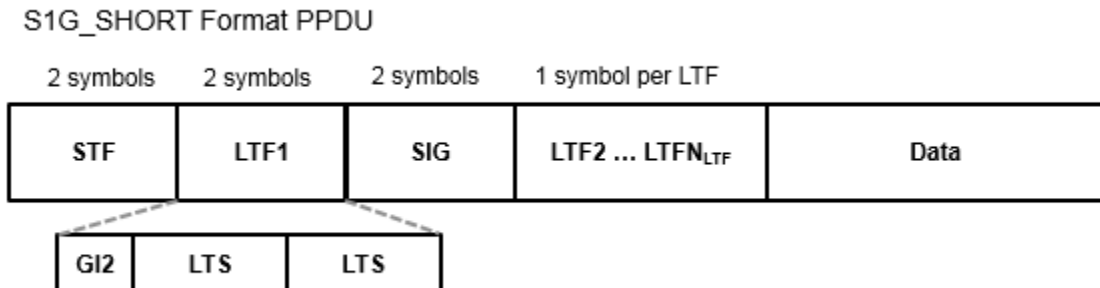 S1G_SHORT Format PPDU
2 symbols 2 symbols 2 symbols 1 symbol per LTF
STF LTF1 SIG LTF2 ... LTFN_LTF Data
GI2 LTS LTS